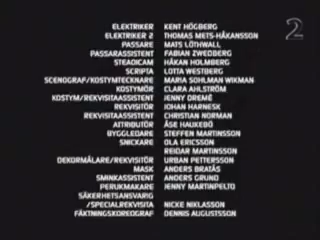 2
ELEKTRIKER KENT HÖGBERG
ELEKTRIKER 2 THOMAS METS-HÅKANSSON
PASSARE MATS LÖTHWALL
PASSARASSISTENT FABIAN ZWEDBERG
STEADICAM HÅKAN HOLMBERG
SCRIPTA LOTTA WESTBERG
SCENOGRAF/KOSTYMTECKNARE MARIA SOHLMAN WIKMAN
KOSTYMÖR CLARA AHLSTRÖM
KOSTYM/REKVISITAASSISTENT JENNY DREMÉ
REKVISITÖR JOHAN HARNESK
REKVISITAASSISTENT CHRISTIAN NORMAN
ATTRIBUTÖR ÅSE HAUKEBÖ
BYGGLEDARE STEFFEN MARTINSSON
SNICKARE OLA ERICSSON
REIDAR MARTINSSON
DEKORMÅLARE/REKVISITÖR URBAN PETTERSSON
MASK ANDERS BRATÅS
SMINKASSISTENT ANDERS GRUND
PERUKMAKARE JENNY MARTINPELTO
SÄKERHETSANSVARIG
/SPECIALREKVISITA NICKE NIKLASSON
FÄKTNINGSKOREOGRAF DENNIS AUGUSTSSON